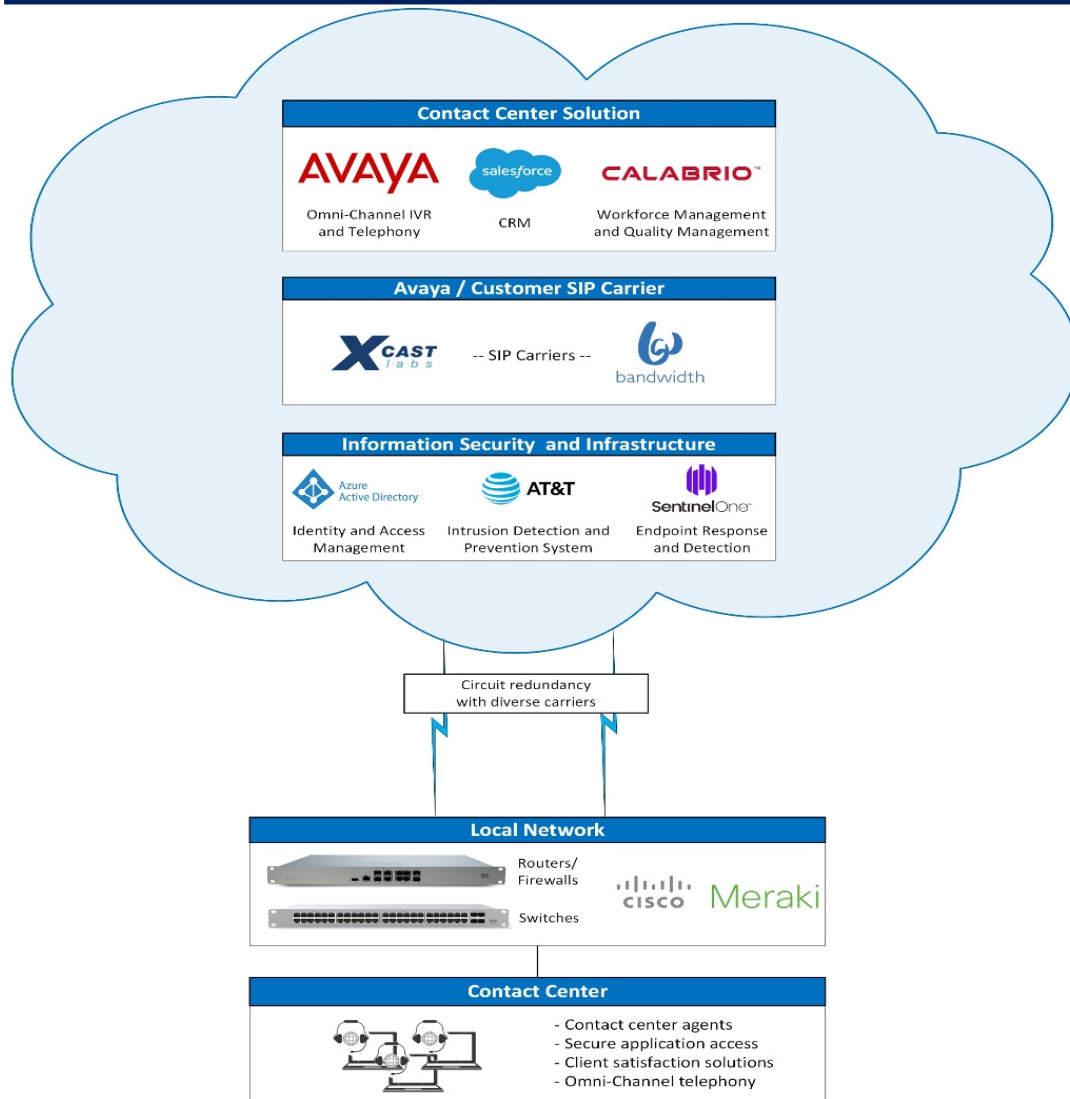 Contact Center Solution
AVAYA
salesforce
CALABRIO™
Omni-Channel IVR
and Telephony
CRM
Workforce Management
and Quality Management
Avaya / Customer SIP Carrier
XCAST
labs
-- SIP Carriers --
bandwidth
Information Security and Infrastructure
Azure
Active Directory
AT&T
SentinelOne™
Identity and Access
Management
Intrusion Detection and
Prevention System
Endpoint Response
and Detection
Circuit redundancy
with diverse carriers
Local Network
Routers/
Firewalls
Switches
CISCO
Meraki
Contact Center
- Contact center agents
- Secure application access
- Client satisfaction solutions
- Omni-Channel telephony